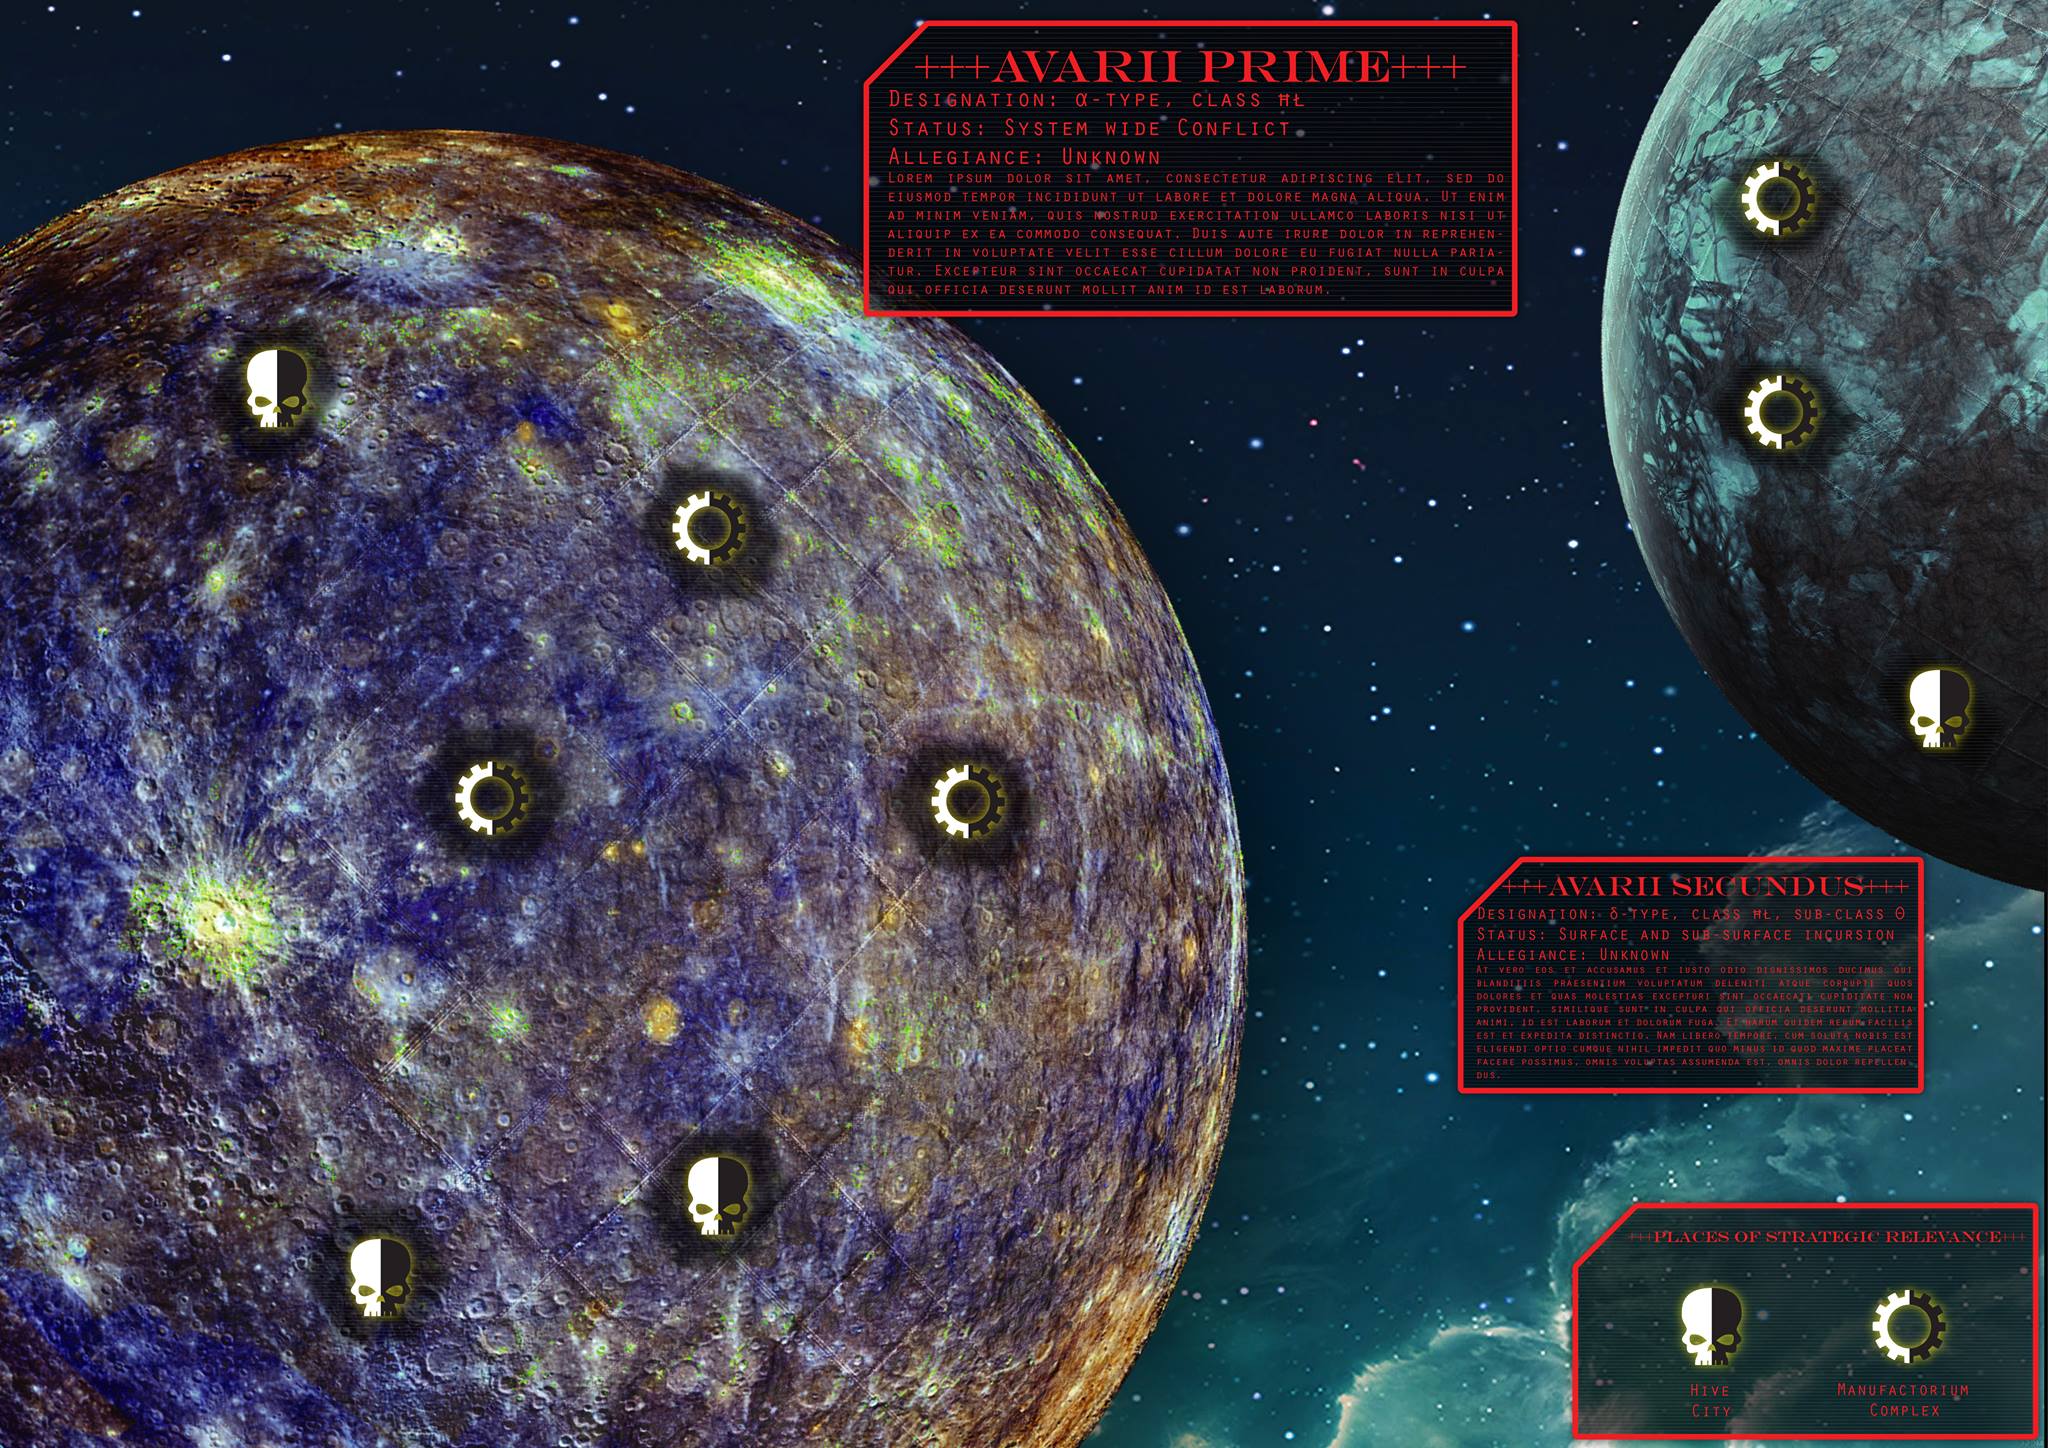 +++AVARII PRIME+++
Designation: α-type, class ĦŁ
Status: System wide Conflict
Allegiance: Unknown
Lorem ipsum dolor sit amet, consectetur adipiscing elit, sed do
eiusmod tempor incididunt ut labore et dolore magna aliqua. Ut enim
ad minim veniam, quis nostrud exercitation ullamco laboris nisi ut
aliquip ex ea commodo consequat. Duis aute irure dolor in reprehen-
derit in voluptate velit esse cillum dolore eu fugiat nulla paria-
tur. Excepteur sint occaecat cupidatat non proident, sunt in culpa
qui officia deserunt mollit anim id est laborum.
+++AVARII SECUNDUS+++
Designation: δ-type, class ĦŁ, sub-class Θ
Status: Surface and sub-surface incursion
Allegiance: Unknown
At vero eos et accusamus et iusto odio dignissimos ducimus qui
blanditiis praesentium voluptatum deleniti atque corrupti quos
dolores et quas molestias excepturi sint occaecati cupiditate non
provident, similique sunt in culpa qui officia deserunt mollitia
animi, id est laborum et dolorum fuga. Et harum quidem rerum facilis
est et expedita distinctio. Nam libero tempore, cum soluta nobis est
eligendi optio cumque nihil impedit quo minus id quod maxime placeat
facere possimus, omnis voluptas assumenda est, omnis dolor repellen-
dus.
+++PLACES OF STRATEGIC RELEVANCE+++
Hive
City
Manufactorium
Complex